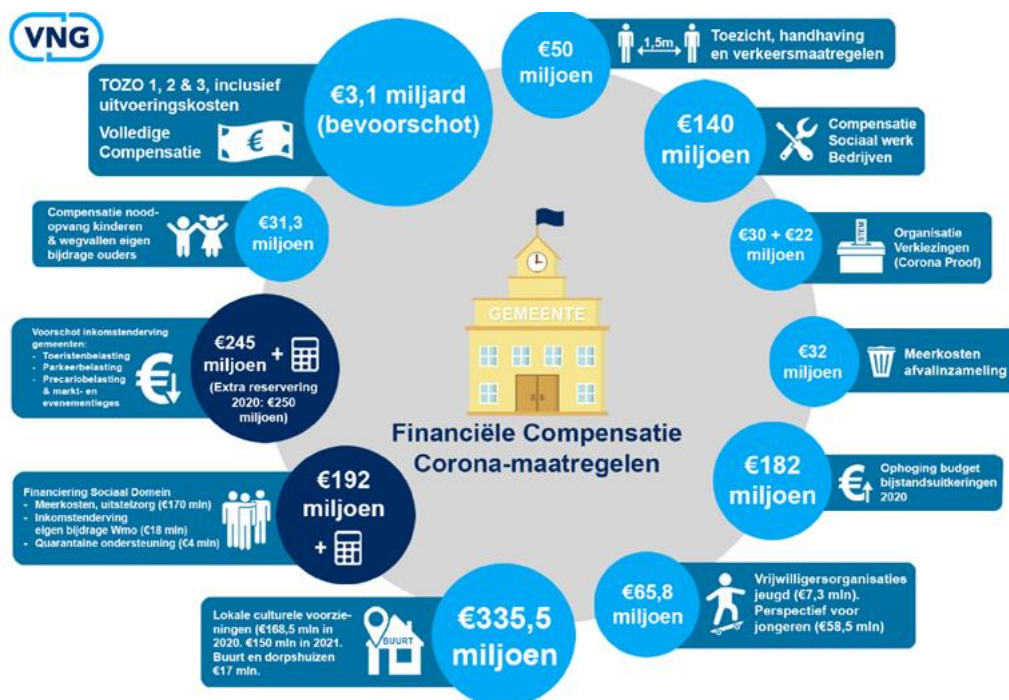 VNG
TOZO 1, 2 & 3, inclusief
uitvoeringskosten
Volledige
Compensatie
€
€3,1 miljard
(bevoorschot)
€50
miljoen
1,5m
Toezicht, handhaving
en verkeersmaatregelen
€140
miljoen
Compensatie
Sociaal werk
Bedrijven
€30 + €22
miljoen
STEM
Organisatie
Verkiezingen
(Corona Proof)
€32
miljoen
Meerkosten
afvalinzameling
€182
miljoen
€
Ophoging budget
bijstandsuitkeringen
2020
€65,8
miljoen
Vrijwilligersorganisaties
jeugd (€7,3 mln).
Perspectief voor
jongeren (€58,5 mln)
€335,5
miljoen
Lokale culturele voorzie-
ningen (€168,5 mln in
2020. €150 mln in 2021.
Buurt en dorpshuizen
€17 mln.
BUURT
€192
miljoen
+
Financiering Sociaal Domein
- Meerkosten, uitstelzorg (€170 mln)
- Inkomstenderving
eigen bijdrage Wmo (€18 mln)
- Quarantaine ondersteuning (€4 mln)
€245
miljoen +
(Extra reservering
2020: €250
miljoen)
Voorschot inkomstenderving
gemeenten:
- Toeristenbelasting
- Parkeerbelasting
- Precariobelasting
& markt- en
evenementleges
€
€31,3
miljoen
Compensatie nood-
opvang kinderen
& wegvallen eigen
bijdrage ouders
GEMEENTE
Financiële Compensatie
Corona-maatregelen